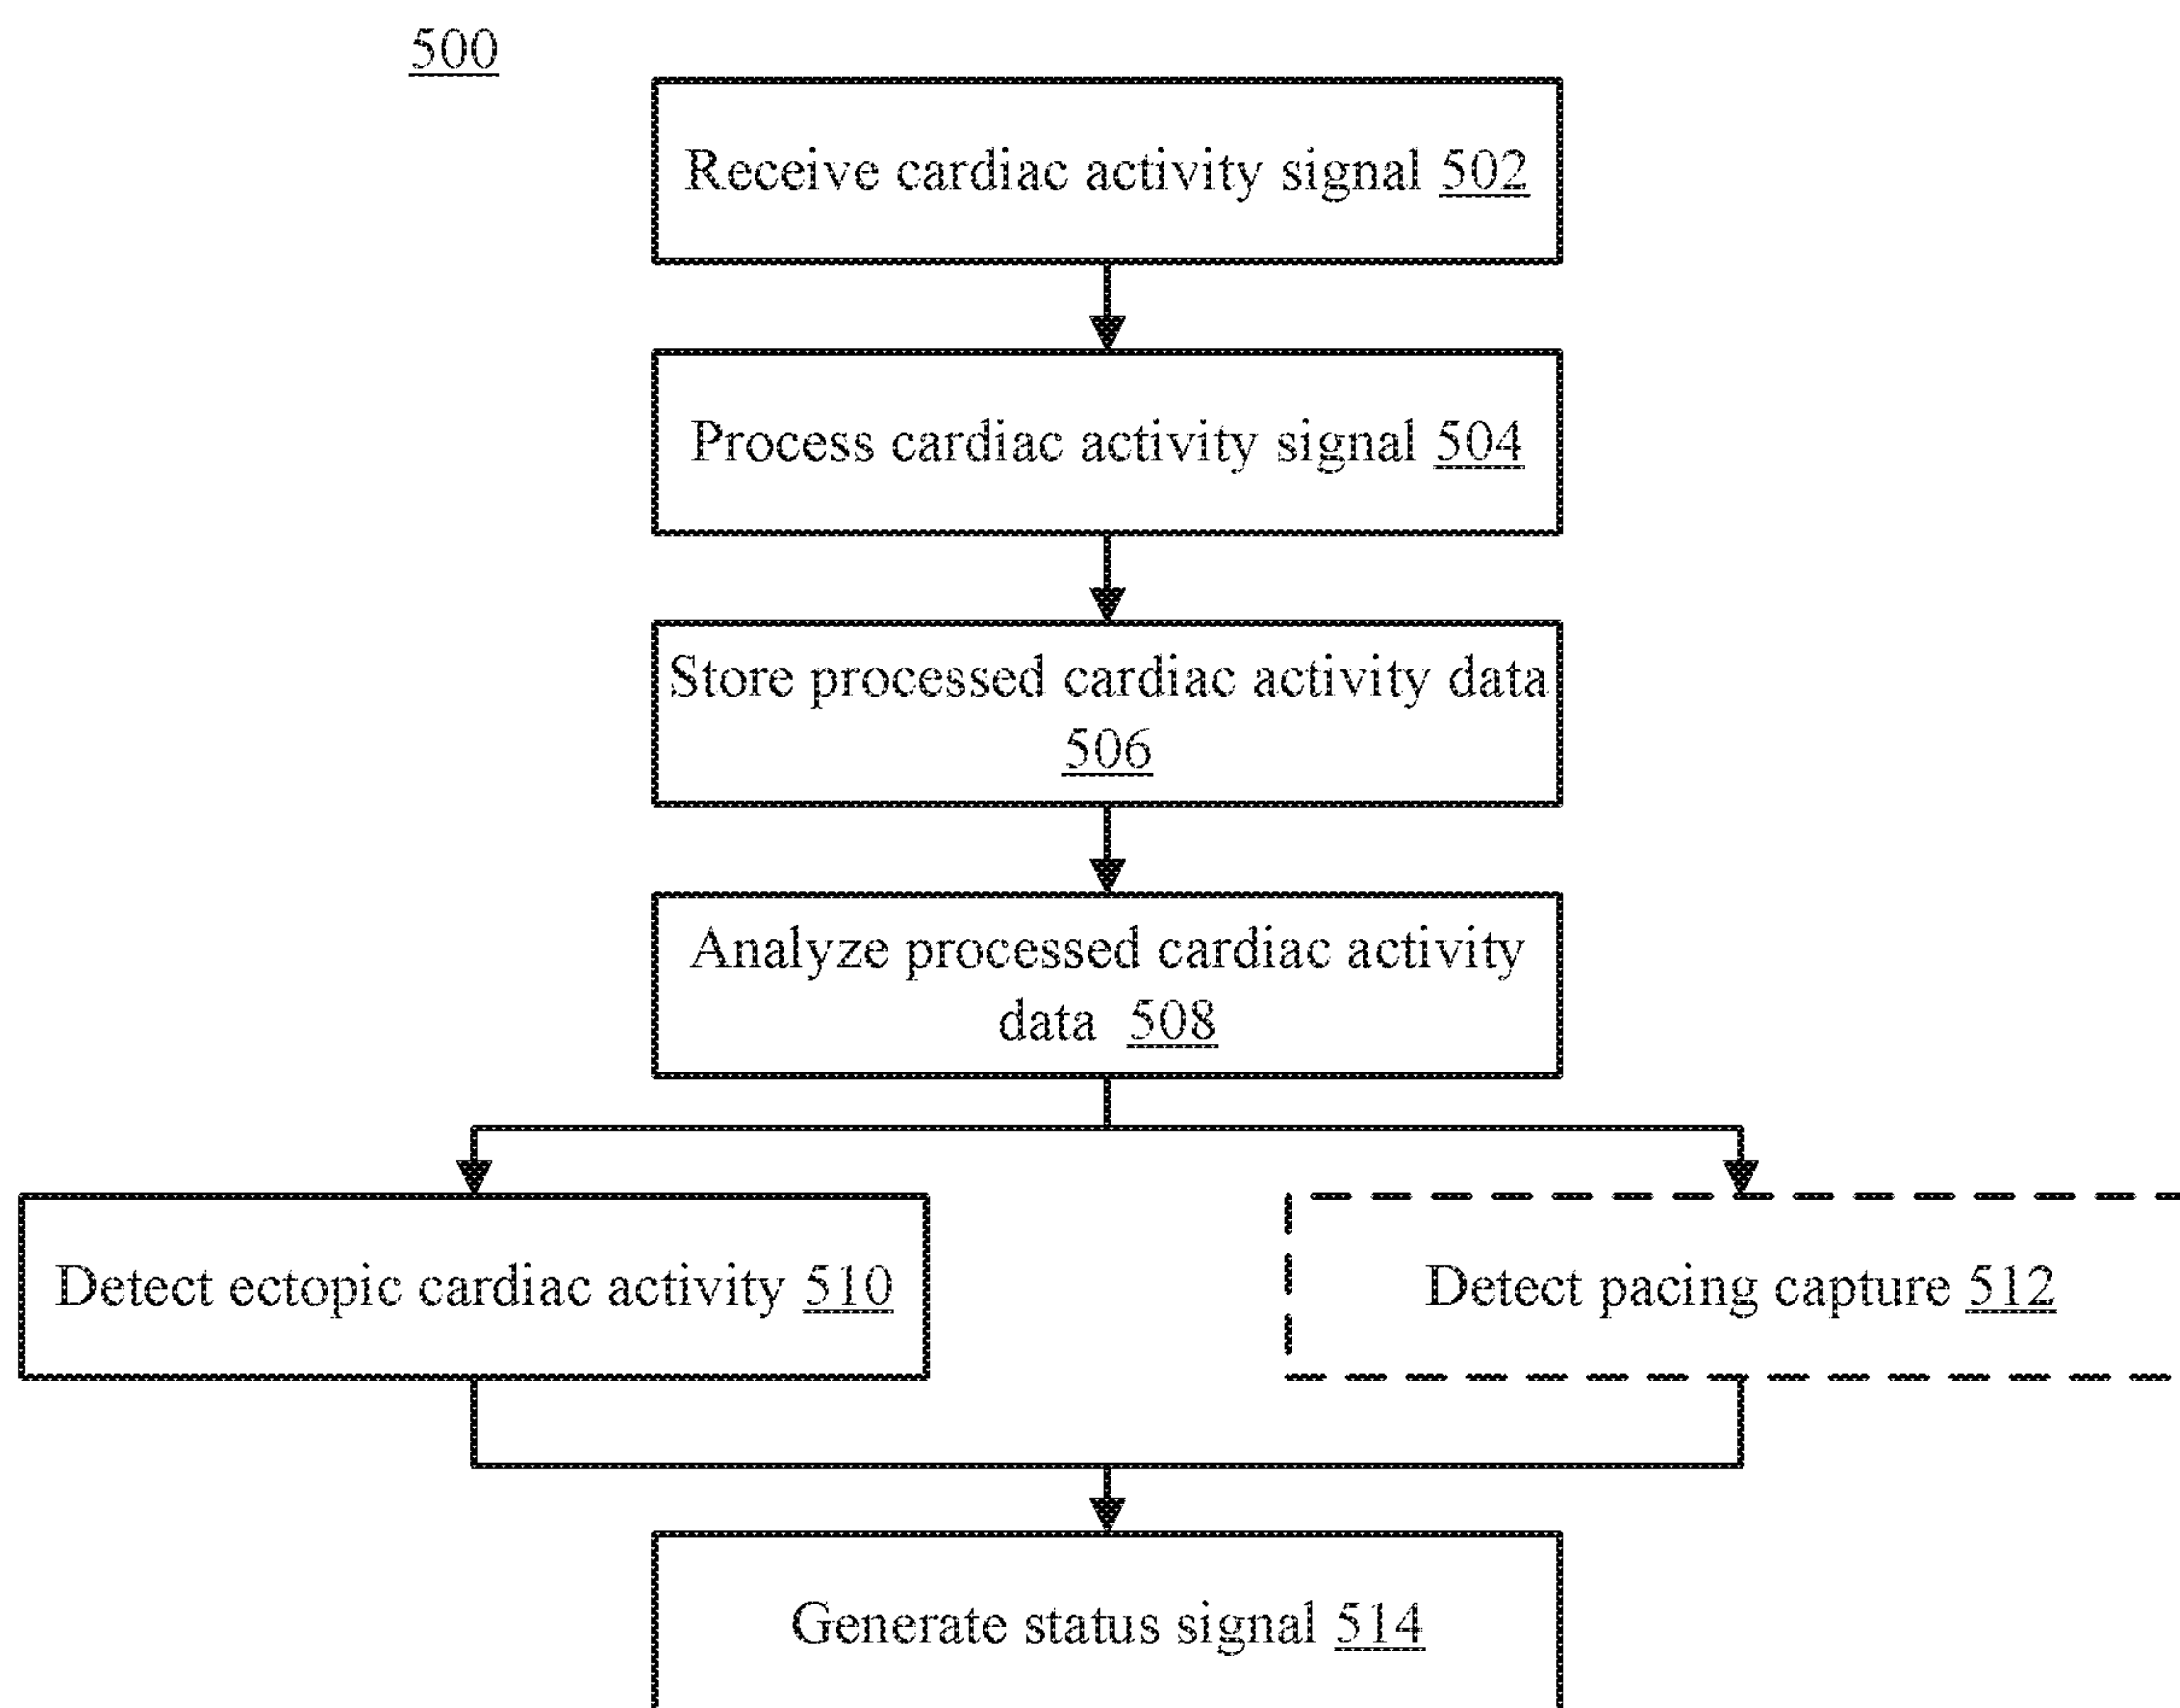 500
Receive cardiac activity signal 502
Process cardiac activity signal 504
Store processed cardiac activity data
506
Analyze processed cardiac activity
data 508
Detect ectopic cardiac activity 510
Detect pacing capture 512
Generate status signal 514